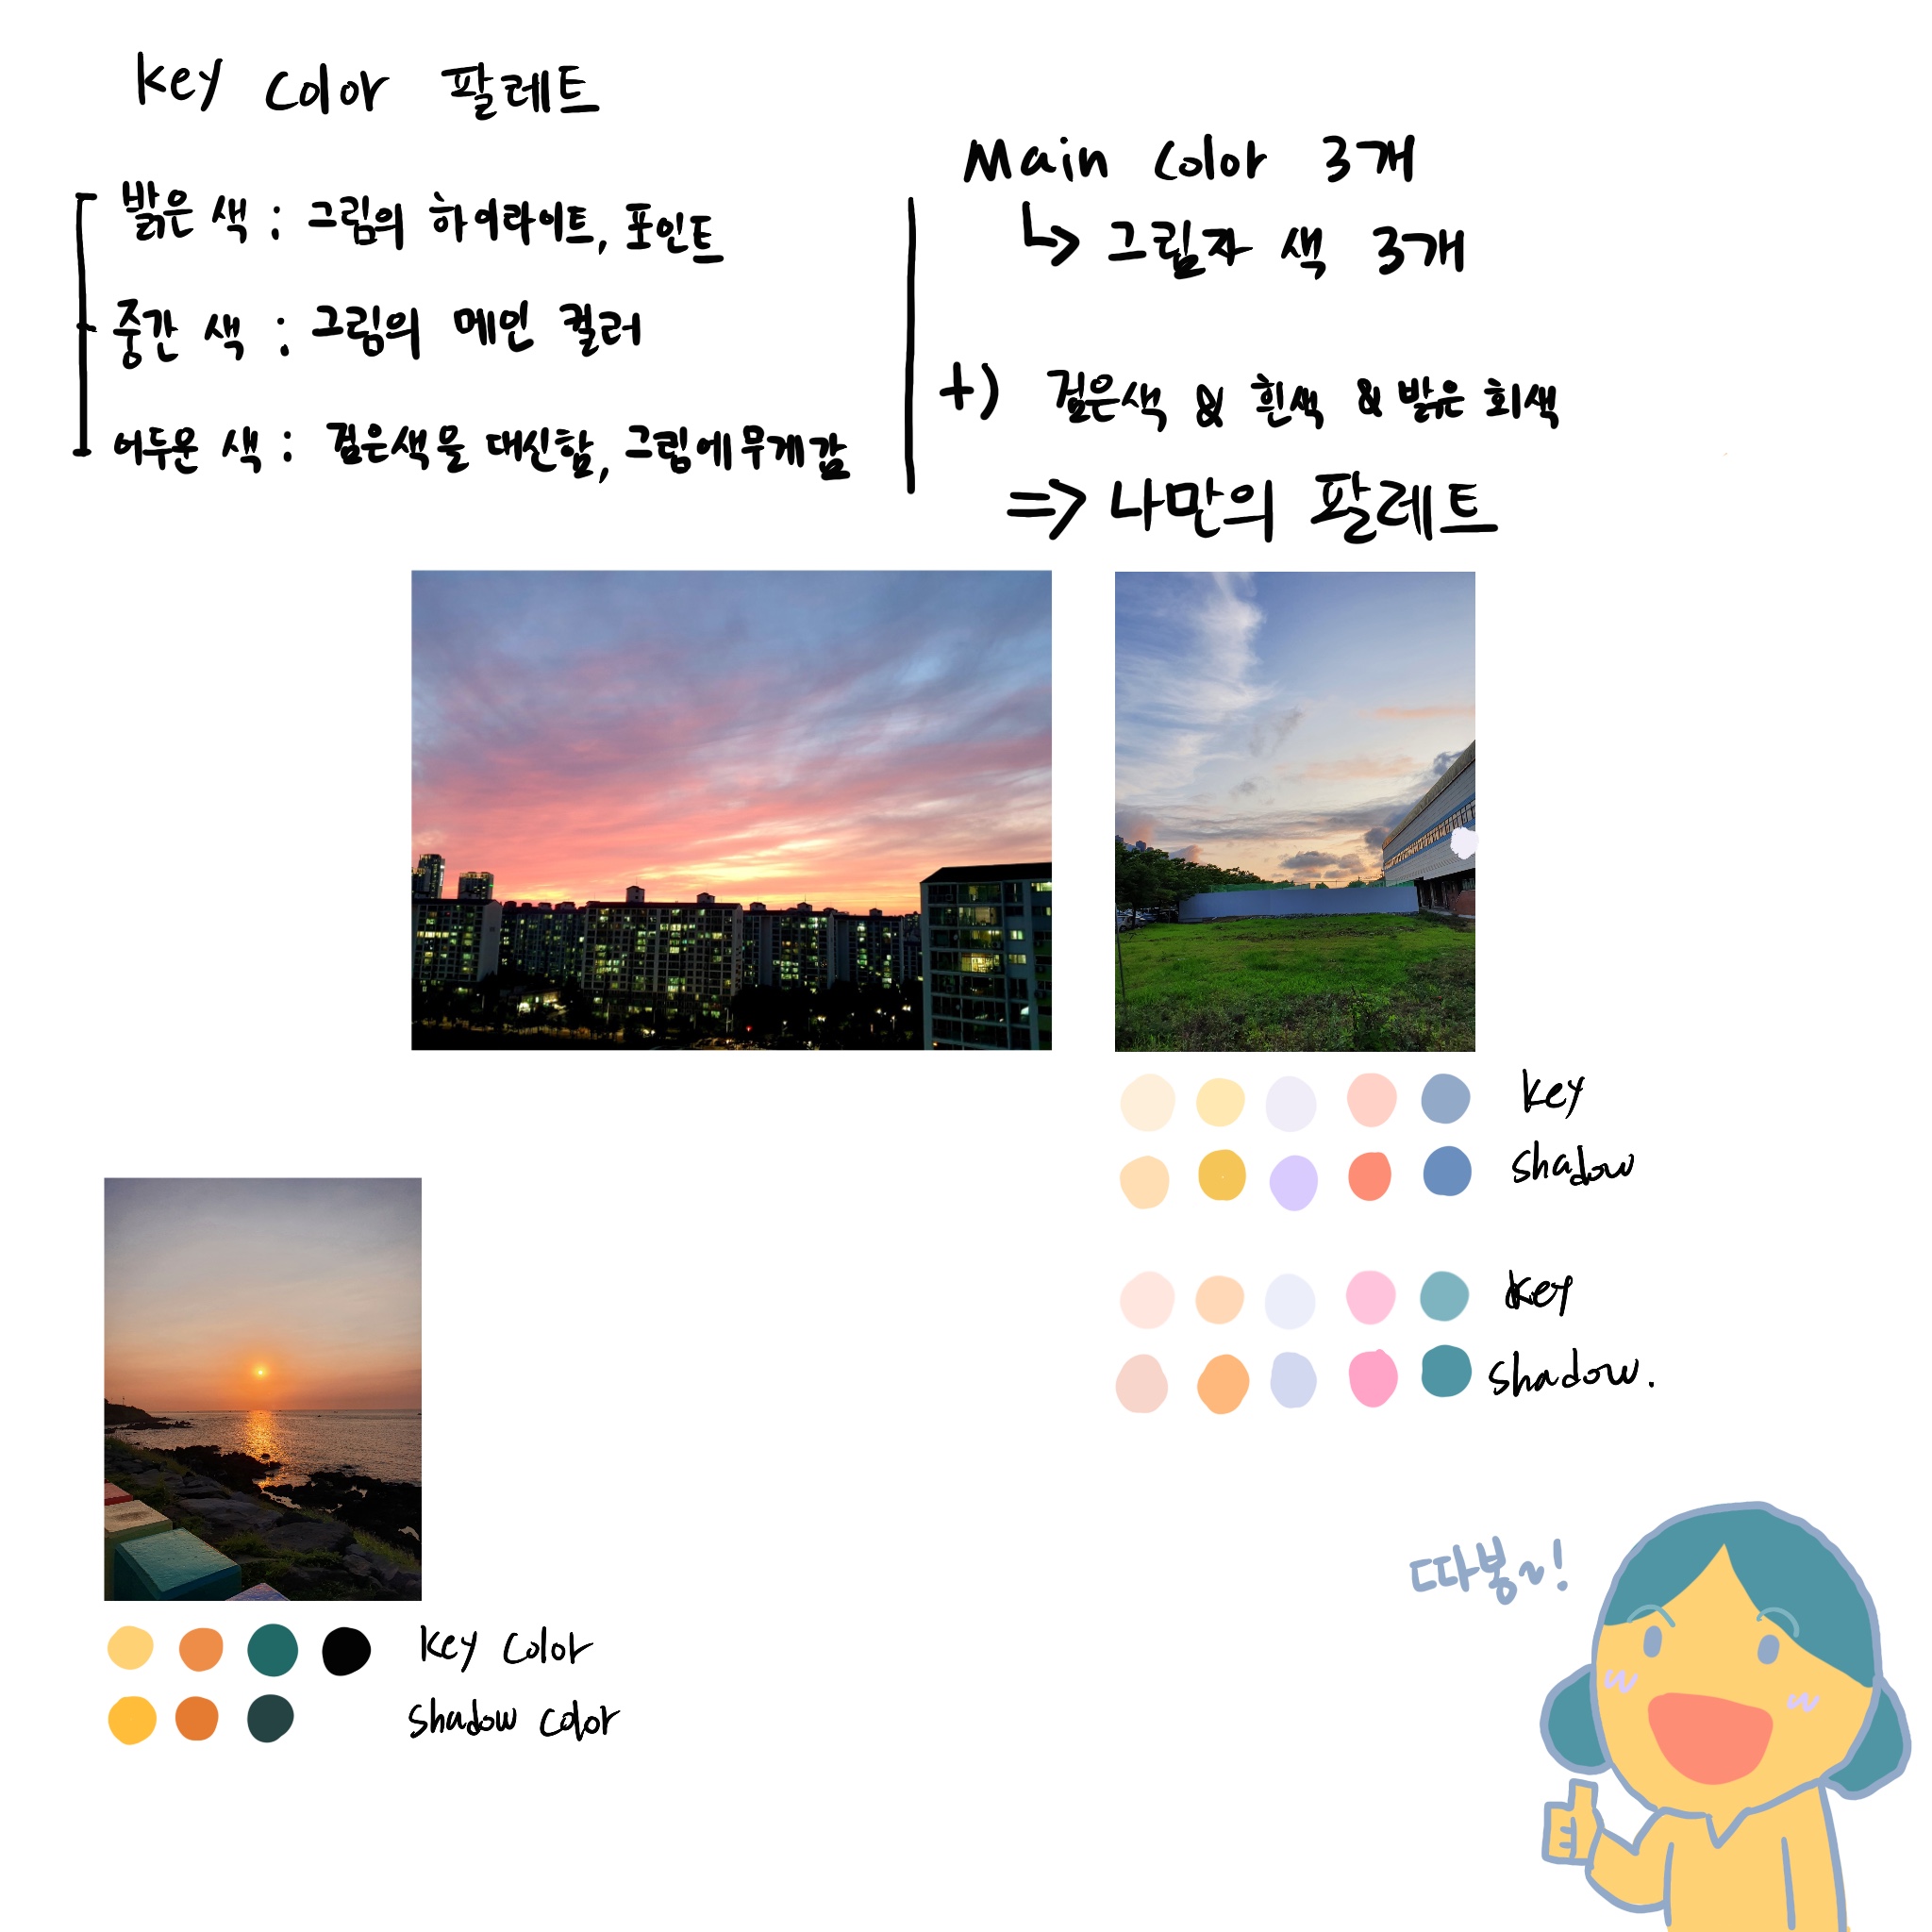 Key Color 팔레트
밝은 색 : 그림의 하이라이트, 포인트
중간 색 : 그림의 메인 컬러
어두운 색 : 검은색을 대신함, 그림에 무게감
Main Color 3개
↳ 그림자 색 3개
+) 검은색 & 흰색 & 밝은 회색
=> 나만의 팔레트
Key
Shadow
Key
Shadow.
Key Color
Shadow Color
따봉~!